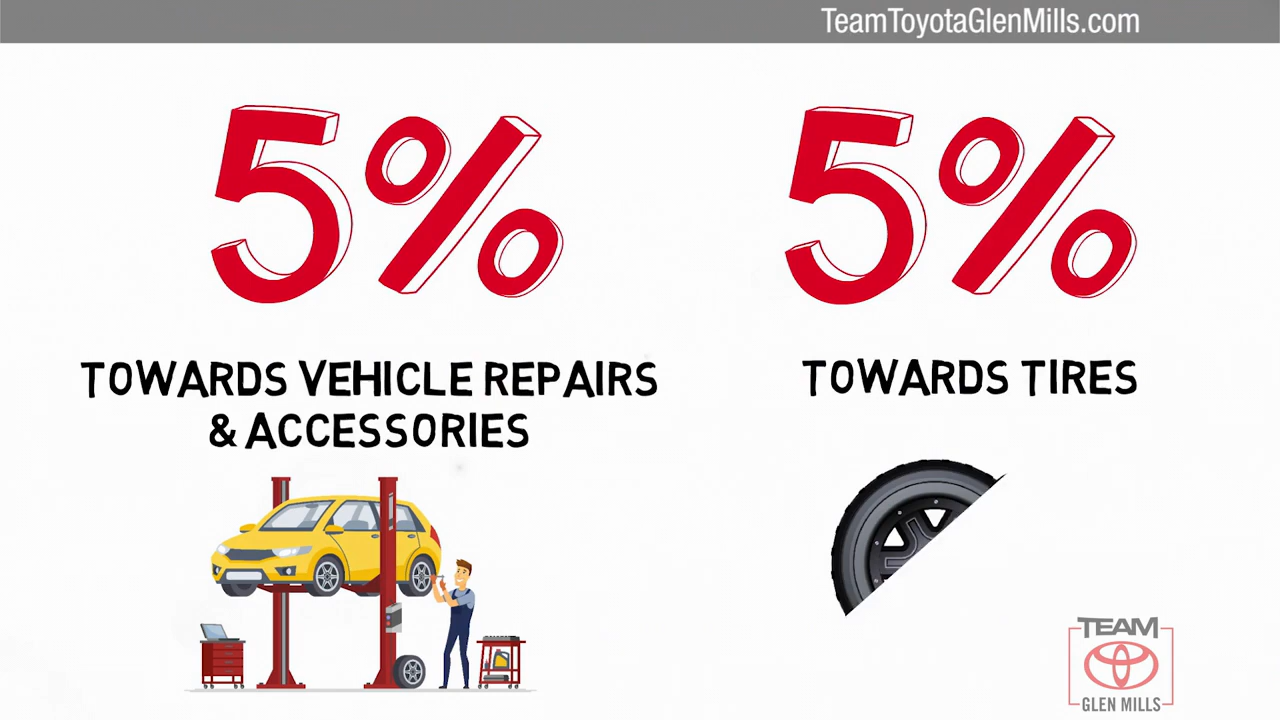 TeamToyotaGlenMills.com
5%
TOWARDS VEHICLE REPAIRS
& ACCESSORIES
5%
TOWARDS TIRES
TEAM
GLEN MILLS